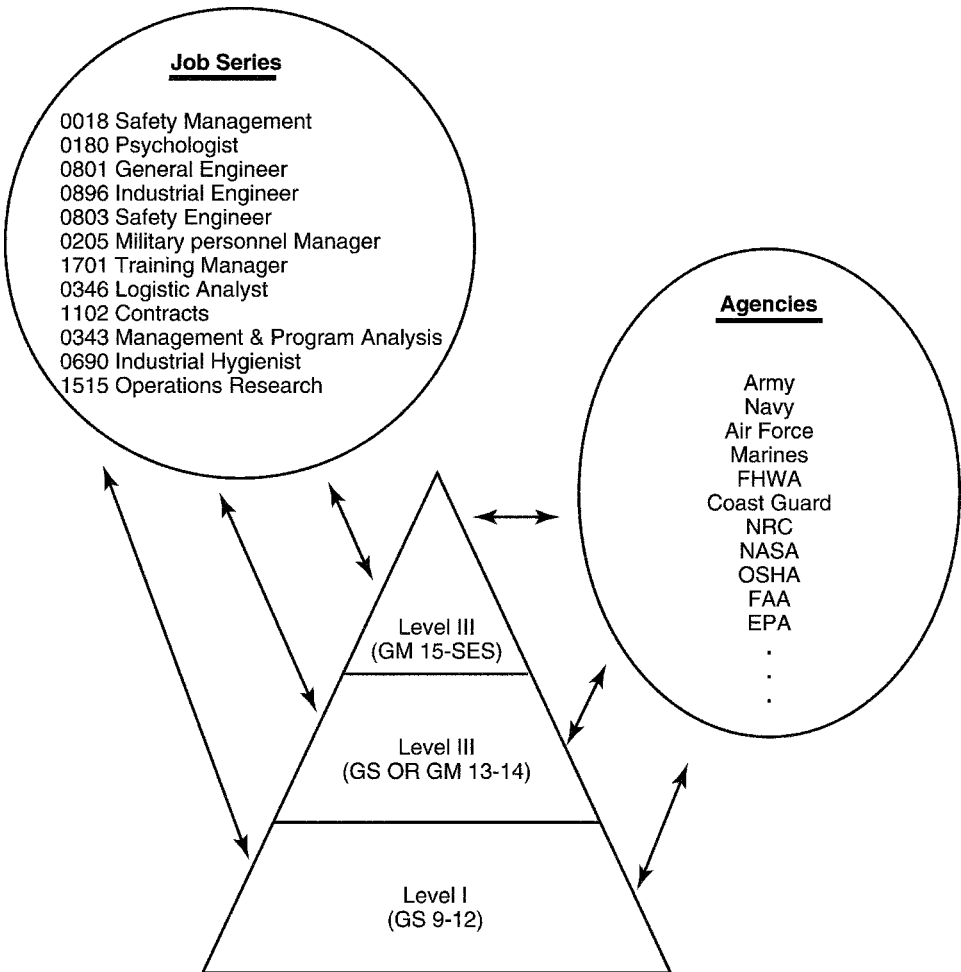 Job Series
0018 Safety Management
0180 Psychologist
0801 General Engineer
0896 Industrial Engineer
0803 Safety Engineer
0205 Military personnel Manager
1701 Training Manager
0346 Logistic Analyst
1102 Contracts
0343 Management & Program Analysis
0690 Industrial Hygienist
1515 Operations Research
Agencies
Army
Navy
Air Force
Marines
FHWA
Coast Guard
NRC
NASA
OSHA
FAA
EPA
.
.
.
Level III
(GM 15-SES)
Level III
(GS OR GM 13-14)
Level I
(GS 9-12)